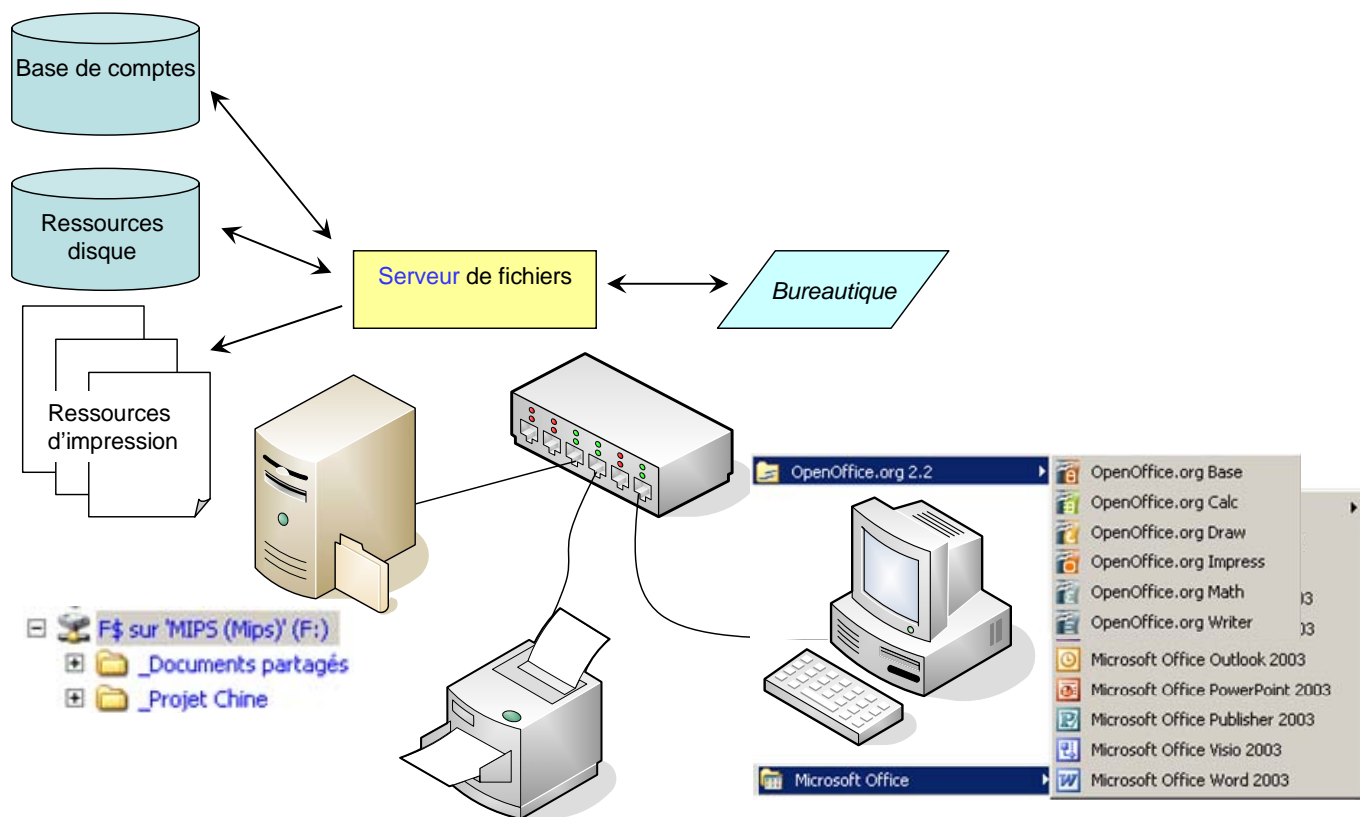 Base de comptes
Ressources
disque
Serveur de fichiers
Bureautique
Ressources
d'impression
F$ sur 'MIPS (Mips)' (F:)
_Documents partagés
_Projet Chine
OpenOffice.org 2.2
OpenOffice.org Base
OpenOffice.org Calc
OpenOffice.org Draw
OpenOffice.org Impress
OpenOffice.org Math
OpenOffice.org Writer
Microsoft Office Outlook 2003
Microsoft Office PowerPoint 2003
Microsoft Office Publisher 2003
Microsoft Office Visio 2003
Microsoft Office Word 2003
Microsoft Office